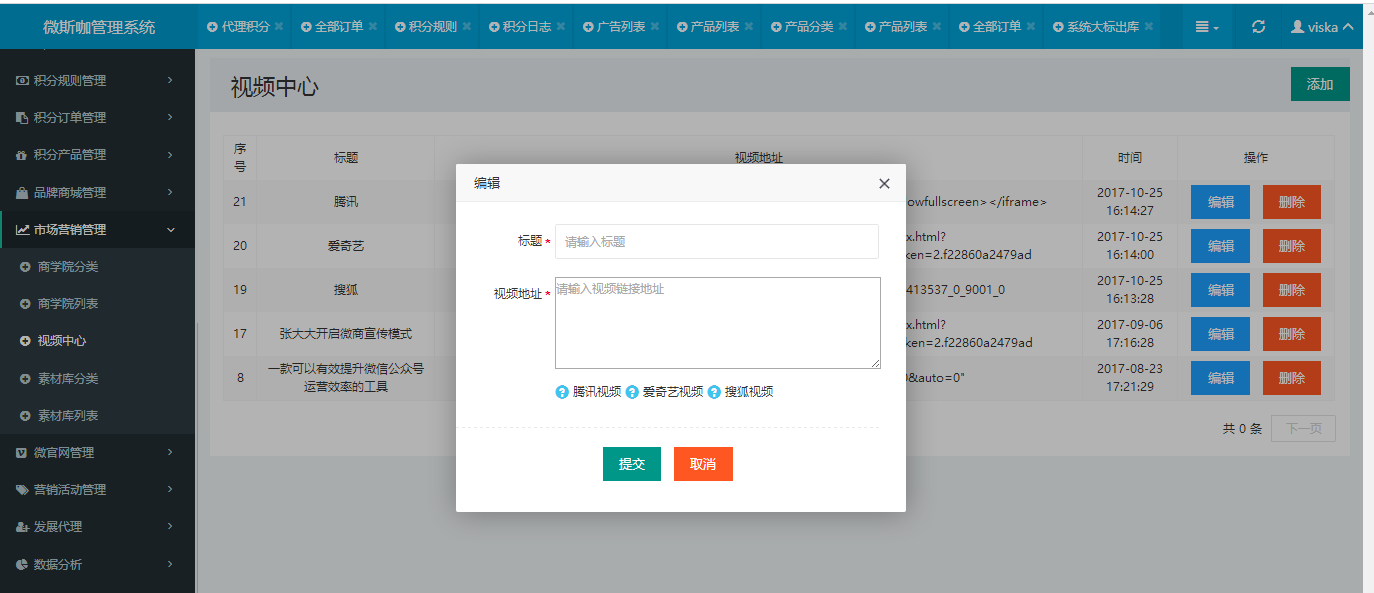 微斯咖管理系统
代理积分 全部订单 积分规则 积分日志 广告列表 产品列表 产品分类 产品列表 全部订单 系统大标出库 viska
积分规则管理
积分订单管理
积分产品管理
品牌商城管理
市场营销管理
商学院分类
商学院列表
视频中心
素材库分类
素材库列表
微官网管理
营销活动管理
发展代理
数据分析
视频中心
添加
序号 标题 视频地址 时间 操作
21 腾讯 owfullscreen></iframe> 2017-10-25 16:14:27 编辑 删除
20 爱奇艺 x.html? ken=2.f22860a2479ad 2017-10-25 16:14:00 编辑 删除
19 搜狐 413537_0_9001_0 2017-10-25 16:13:28 编辑 删除
17 张大大开启微商宣传模式 x.html? ken=2.f22860a2479ad 2017-09-06 17:16:28 编辑 删除
8 一款可以有效提升微信公众号运营效率的工具 &auto=0" 2017-08-23 17:21:29 编辑 删除
共 0 条 下一页
编辑
标题* 请输入标题
视频地址* 请输入视频链接地址
腾讯视频 爱奇艺视频 搜狐视频
提交 取消